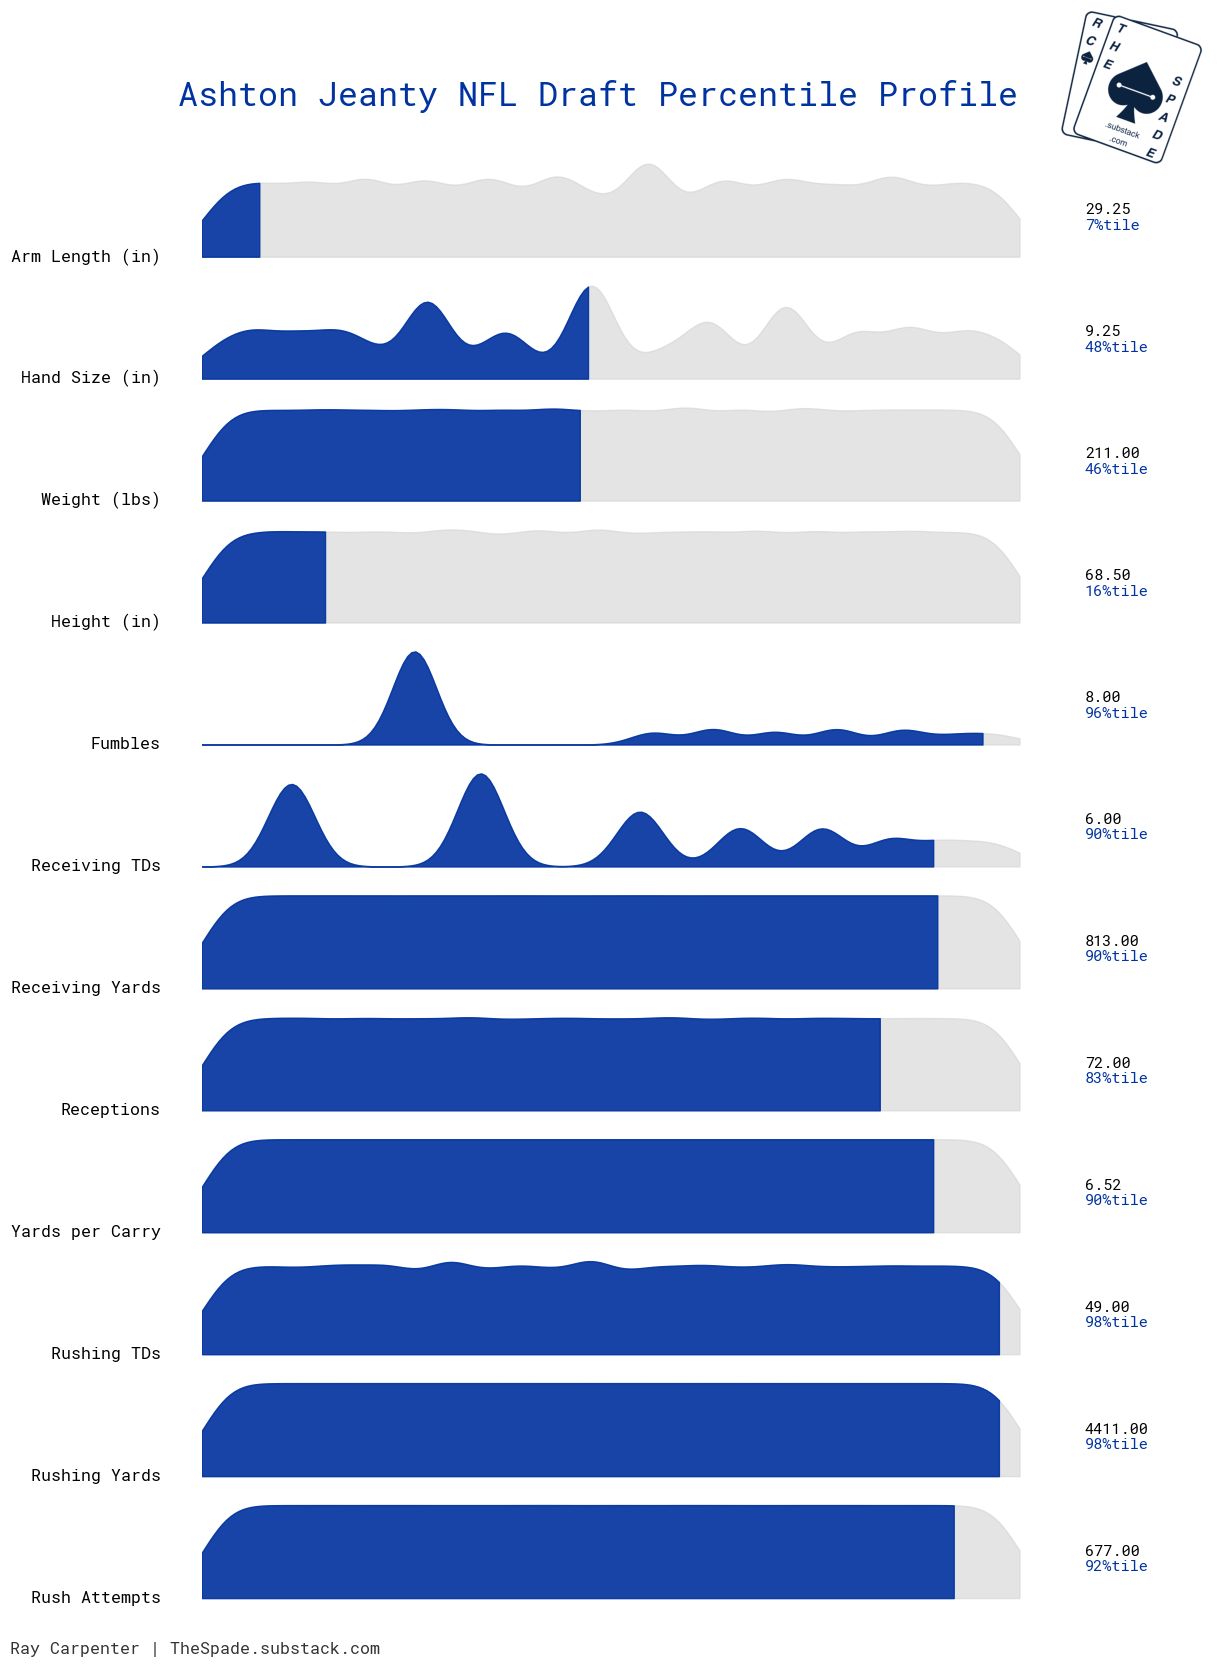 R
C
T
H
E
S
P
A
D
E
.substack
.com
Ashton Jeanty NFL Draft Percentile Profile
Arm Length (in)
29.25
7%tile
Hand Size (in)
9.25
48%tile
Weight (lbs)
211.00
46%tile
Height (in)
68.50
16%tile
Fumbles
8.00
96%tile
Receiving TDs
6.00
90%tile
Receiving Yards
813.00
90%tile
Receptions
72.00
83%tile
Yards per Carry
6.52
90%tile
Rushing TDs
49.00
98%tile
Rushing Yards
4411.00
98%tile
Rush Attempts
677.00
92%tile
Ray Carpenter | TheSpade.substack.com